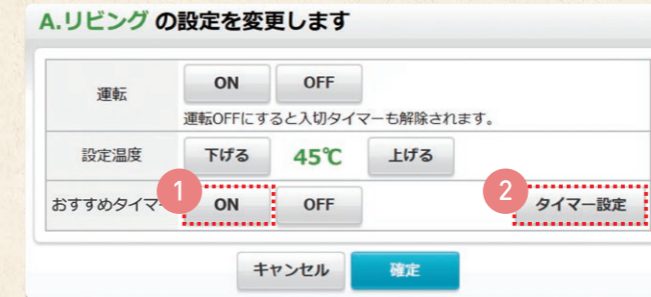 A.リビング の設定を変更します
運転 ON OFF
運転OFFにすると入切タイマーも解除されます。
設定温度 下げる 45℃ 上げる
おすすめタイマー 1 ON OFF 2 タイマー設定
キャンセル 確定